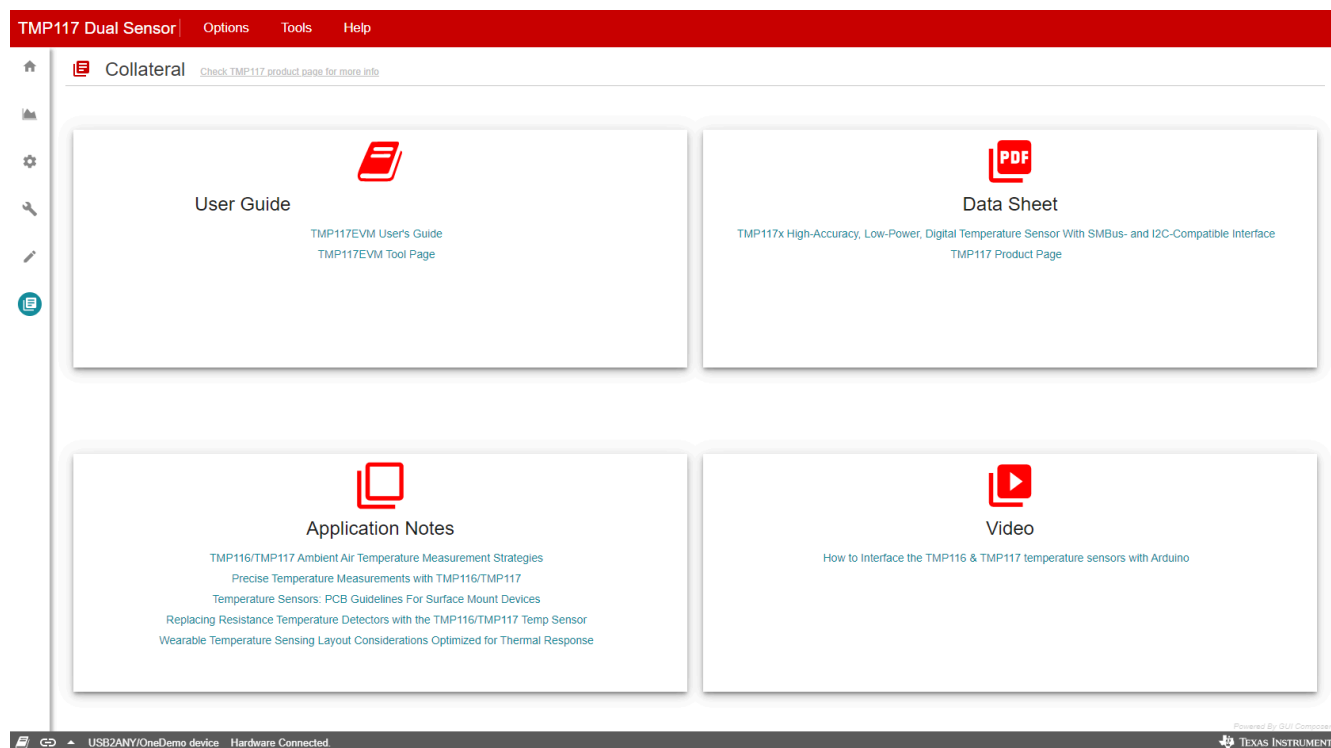 TMP117 Dual Sensor Options Tools Help
Collateral Check TMP117 product page for more info
User Guide
TMP117EVM User's Guide
TMP117EVM Tool Page
PDF
Data Sheet
TMP117x High-Accuracy, Low-Power, Digital Temperature Sensor With SMBus- and I2C-Compatible Interface
TMP117 Product Page
Application Notes
TMP116/TMP117 Ambient Air Temperature Measurement Strategies
Precise Temperature Measurements with TMP116/TMP117
Temperature Sensors: PCB Guidelines For Surface Mount Devices
Replacing Resistance Temperature Detectors with the TMP116/TMP117 Temp Sensor
Wearable Temperature Sensing Layout Considerations Optimized for Thermal Response
Video
How to Interface the TMP116 & TMP117 temperature sensors with Arduino
Powered By GUI Composer
USB2ANY/OneDemo device Hardware Connected. TEXAS INSTRUMENT